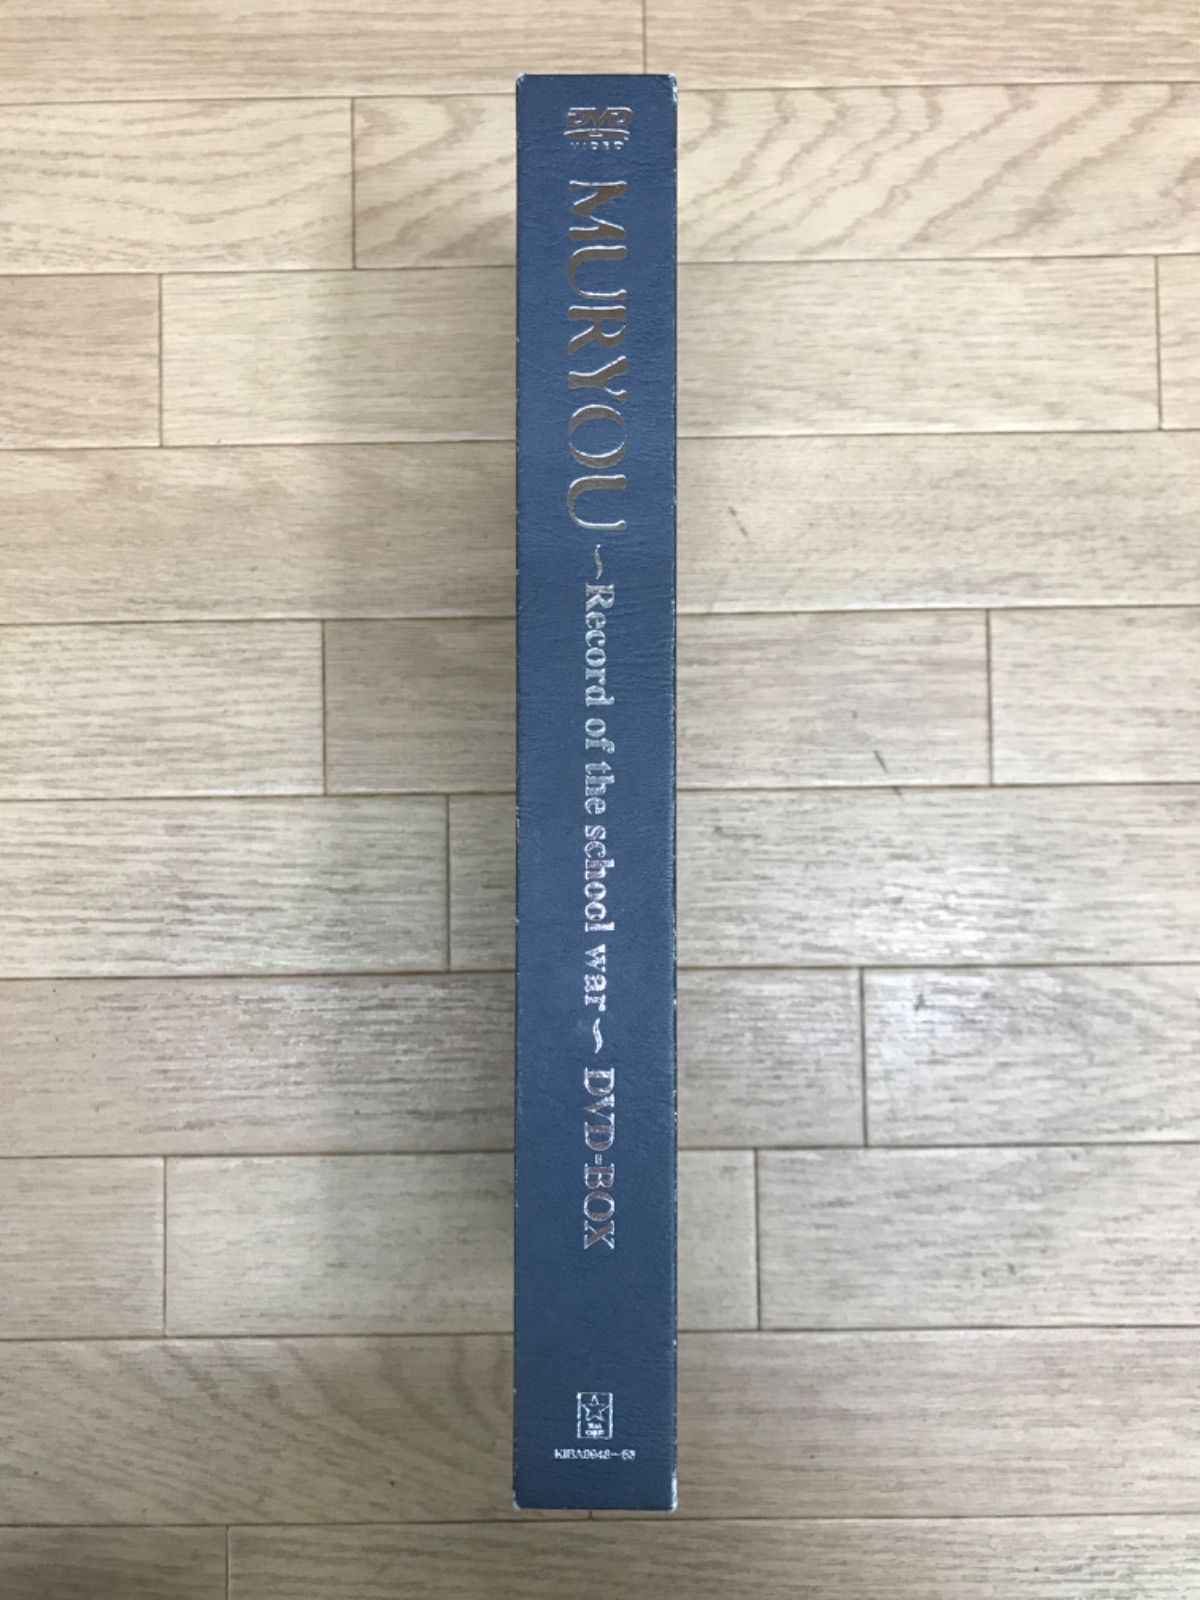 DVD
VIDEO
MURYOU ~Record of the school war~ DVD-BOX